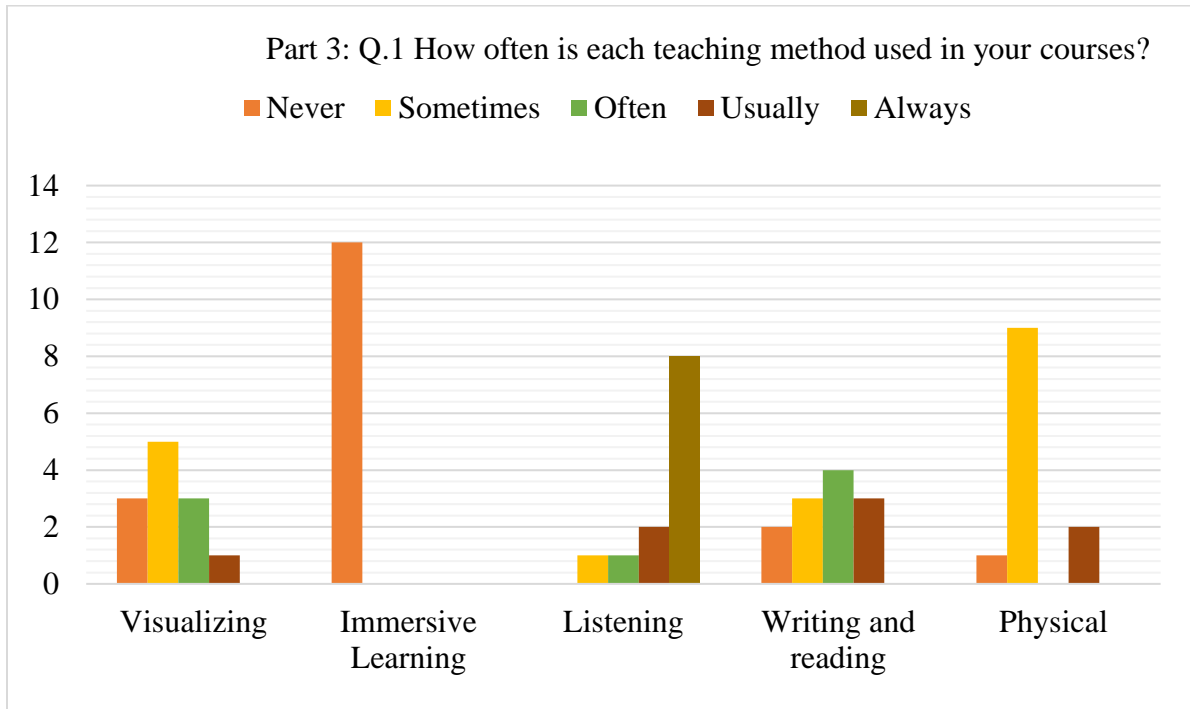 Part 3: Q.1 How often is each teaching method used in your courses?
Never Sometimes Often Usually Always
14
12
10
8
6
4
2
0
Visualizing Immersive Learning Listening Writing and reading Physical